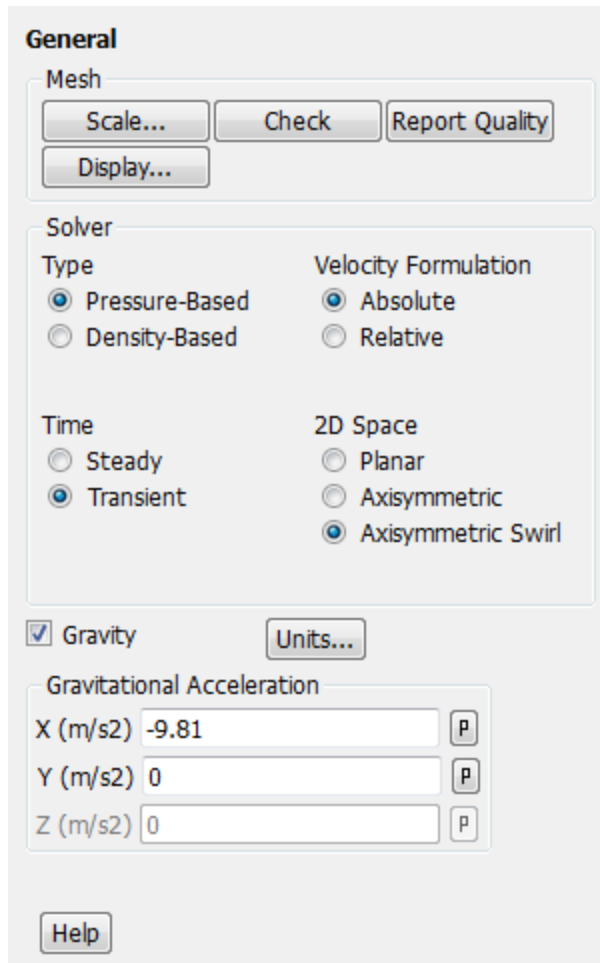 General
Mesh
Scale... Check Report Quality
Display...
Solver
Type Velocity Formulation
Pressure-Based Absolute
Density-Based Relative
Time 2D Space
Steady Planar
Transient Axisymmetric
Axisymmetric Swirl
Gravity Units...
Gravitational Acceleration
X (m/s2) -9.81 P
Y (m/s2) 0 P
Z (m/s2) 0 P
Help